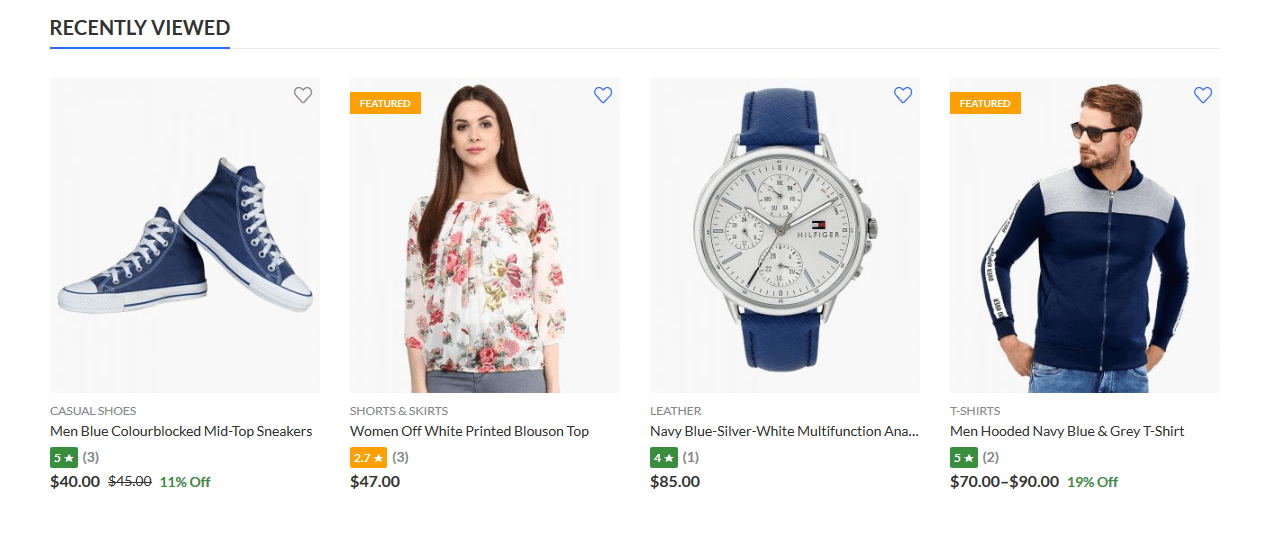 RECENTLY VIEWED
FEATURED
FEATURED
HILFIGER
CASUAL SHOES
Men Blue Colourblocked Mid-Top Sneakers
5 ★ (3)
$40.00 $45.00 11% Off
SHORTS & SKIRTS
Women Off White Printed Blouson Top
2.7 ★ (3)
$47.00
LEATHER
Navy Blue-Silver-White Multifunction Ana...
4 ★ (1)
$85.00
T-SHIRTS
Men Hooded Navy Blue & Grey T-Shirt
5 ★ (2)
$70.00–$90.00 19% Off